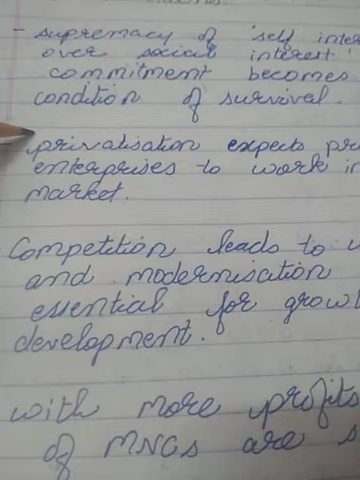 - supremacy of self
over social interest
commitment becomes
condition of survival.
privatisation expects
enterprises to work in
market.
Competition leads to
and modernisation
essential for
development.
with more profits
of MNCs are